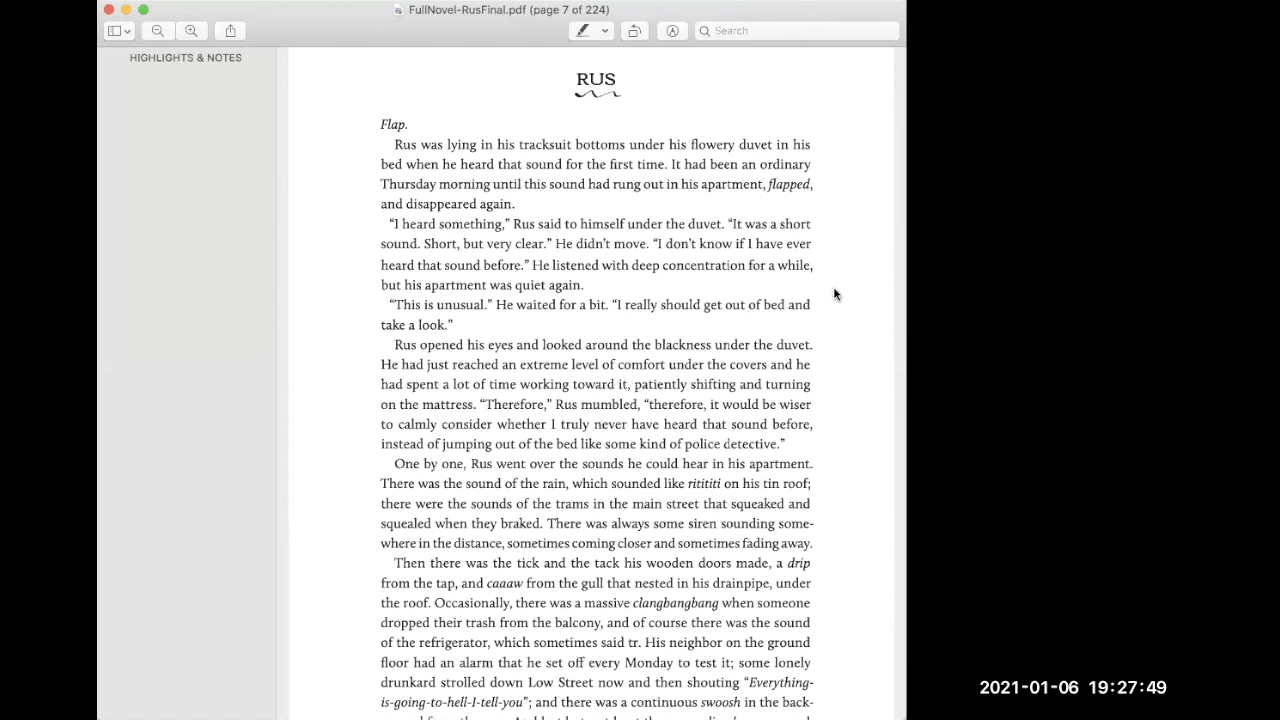 FullNovel-RusFinal.pdf (page 7 of 224)
Search
HIGHLIGHTS & NOTES
RUS
Flap.
Rus was lying in his tracksuit bottoms under his flowery duvet in his
bed when he heard that sound for the first time. It had been an ordinary
Thursday morning until this sound had rung out in his apartment, flapped,
and disappeared again.
“I heard something,” Rus said to himself under the duvet. “It was a short
sound. Short, but very clear.” He didn’t move. “I don’t know if I have ever
heard that sound before.” He listened with deep concentration for a while,
but his apartment was quiet again.
“This is unusual.” He waited for a bit. “I really should get out of bed and
take a look.”
Rus opened his eyes and looked around the blackness under the duvet.
He had just reached an extreme level of comfort under the covers and he
had spent a lot of time working toward it, patiently shifting and turning
on the mattress. “Therefore,” Rus mumbled, “therefore, it would be wiser
to calmly consider whether I truly never have heard that sound before,
instead of jumping out of the bed like some kind of police detective.”
One by one, Rus went over the sounds he could hear in his apartment.
There was the sound of the rain, which sounded like ritititi on his tin roof;
there were the sounds of the trams in the main street that squeaked and
squealed when they braked. There was always some siren sounding some-
where in the distance, sometimes coming closer and sometimes fading away.
Then there was the tick and the tack his wooden doors made, a drip
from the tap, and caaaw from the gull that nested in his drainpipe, under
the roof. Occasionally, there was a massive clangbangbang when someone
dropped their trash from the balcony, and of course there was the sound
of the refrigerator, which sometimes said tr. His neighbor on the ground
floor had an alarm that he set off every Monday to test it; some lonely
drunkard strolled down Low Street now and then shouting “Everything-
is-going-to-hell-I-tell-you”; and there was a continuous swoosh in the back-
2021-01-06 19:27:49